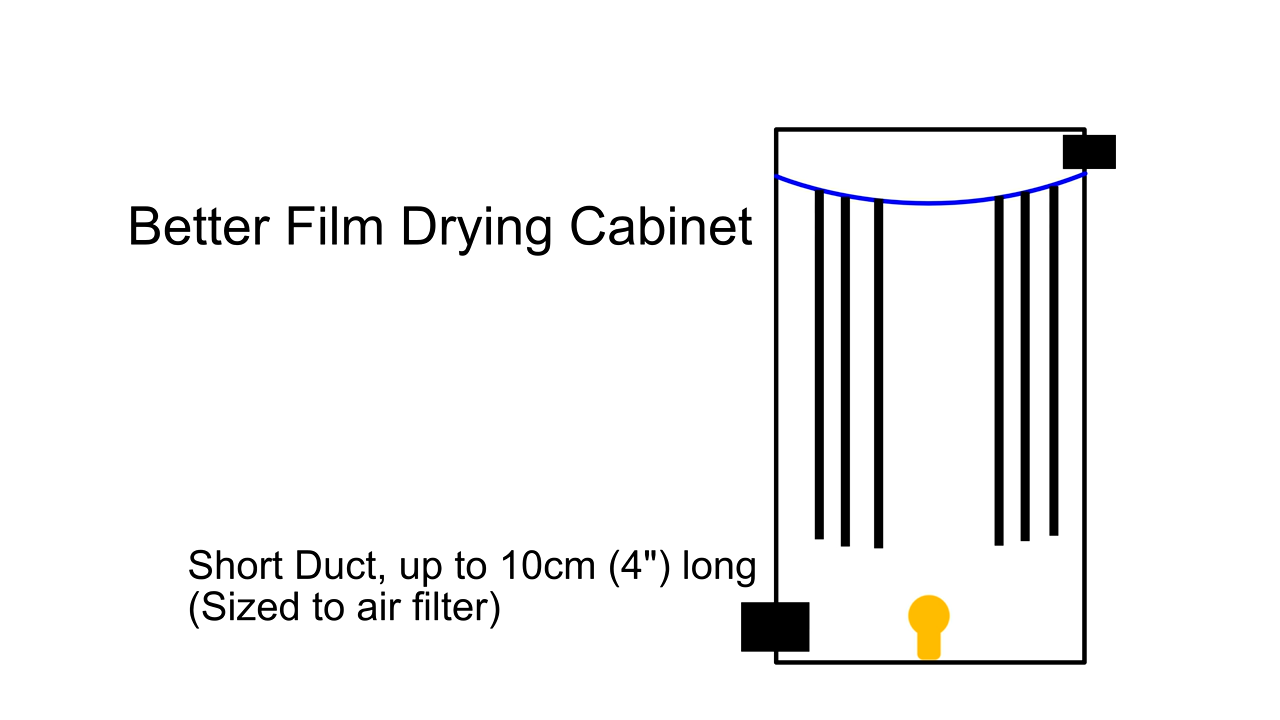 Better Film Drying Cabinet
Short Duct, up to 10cm (4") long
(Sized to air filter)